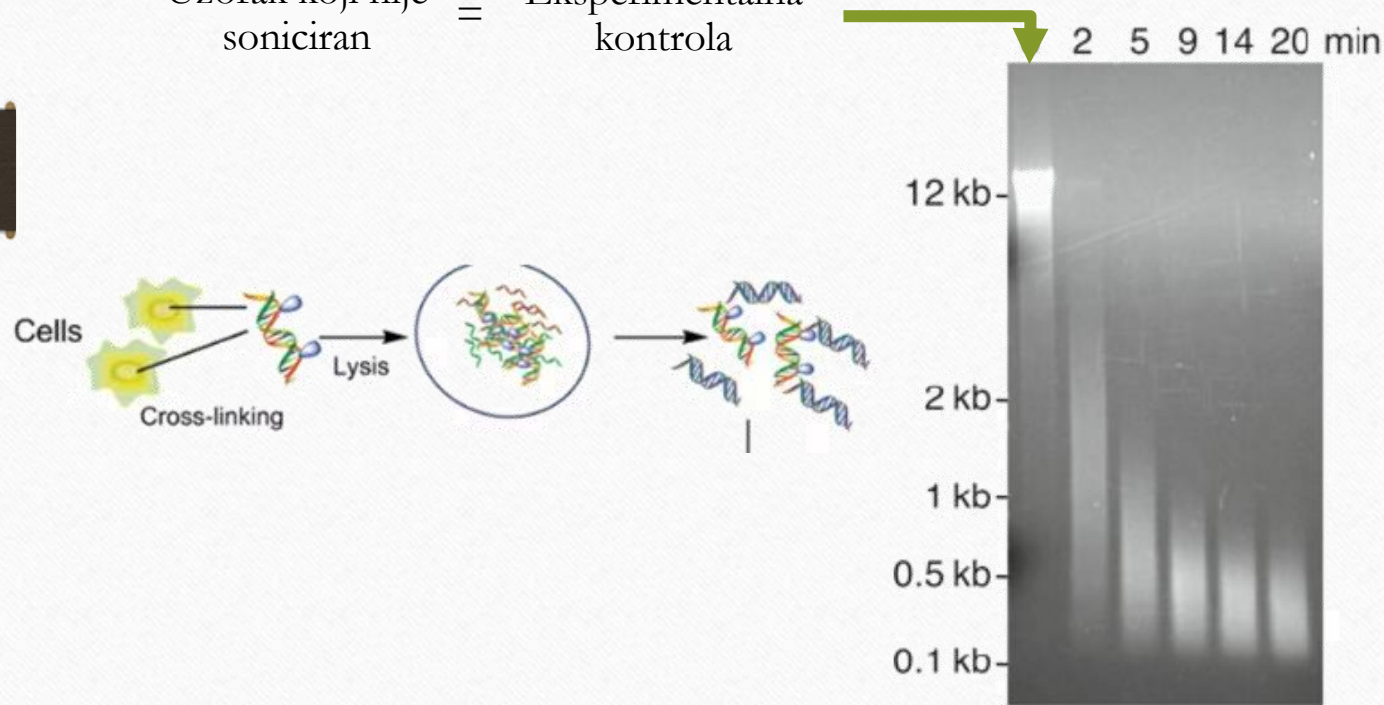 Uzorak koji nije
soniciran
=
Eksperimentalna
kontrola
2 5 9 14 20 min
12 kb
2 kb
1 kb
0.5 kb
0.1 kb
Cells
Lysis
Cross-linking